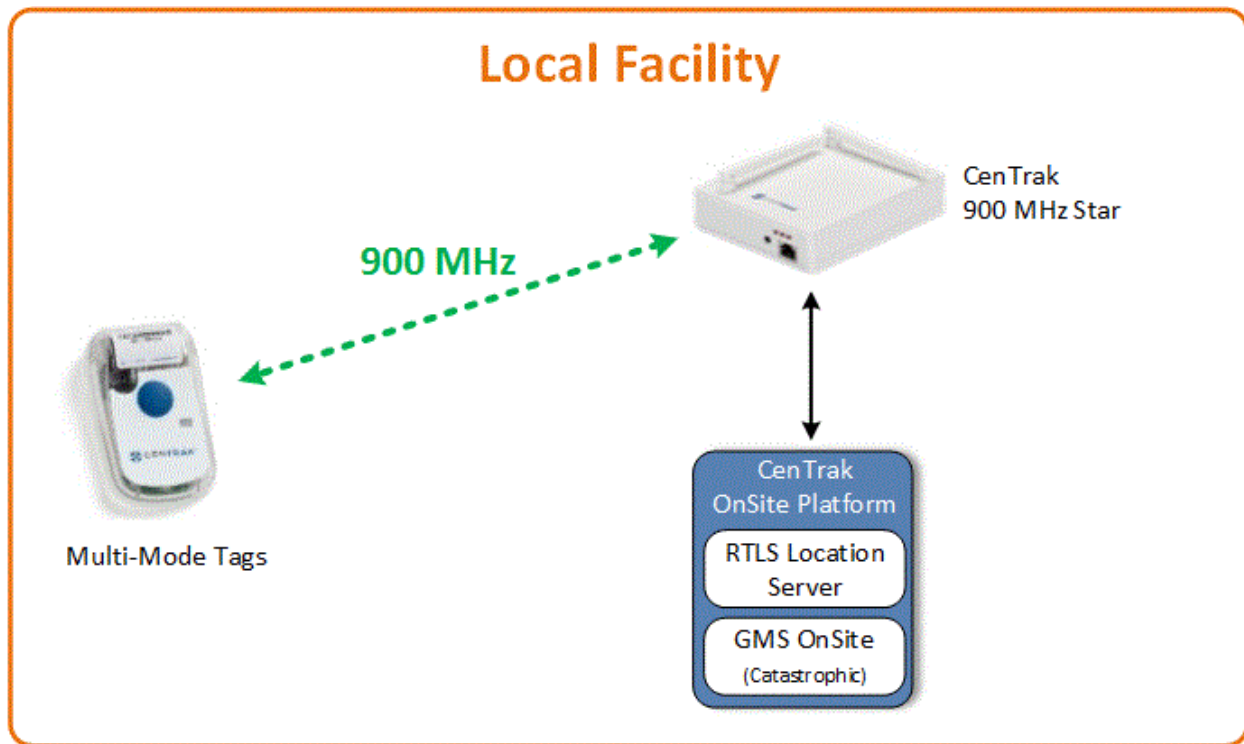 Local Facility
CenTrak
900 MHz Star
900 MHz
CENTRAK
Multi-Mode Tags
CenTrak
OnSite Platform
RTLS Location
Server
GMS OnSite
(Catastrophic)